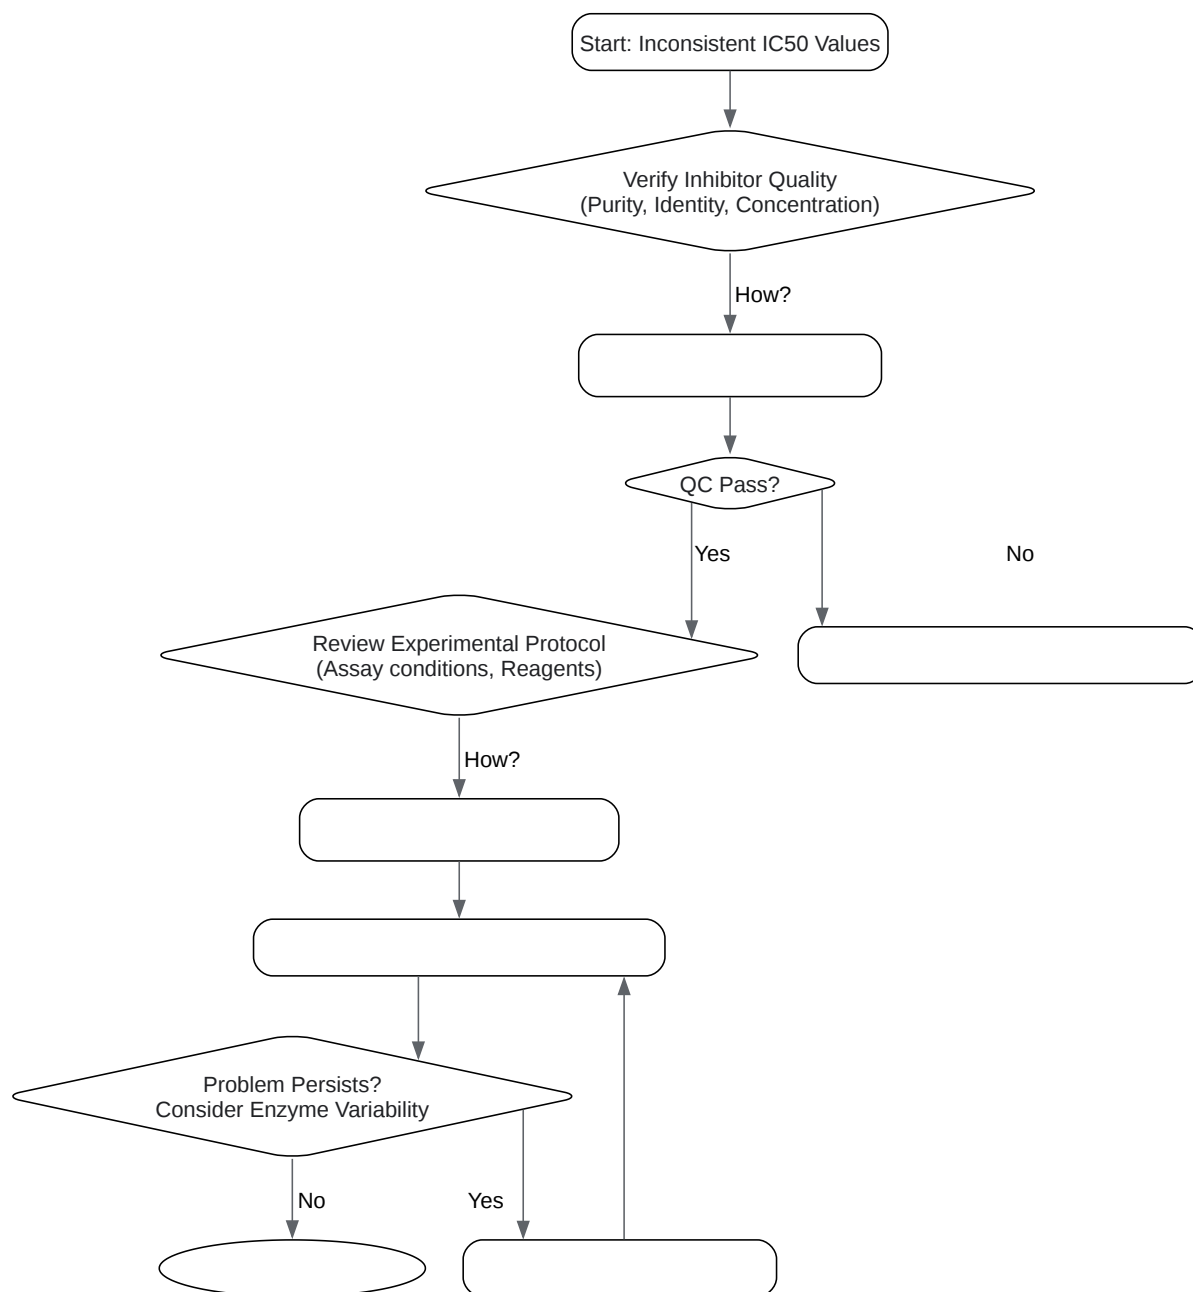 Start: Inconsistent IC50 Values
Verify Inhibitor Quality
(Purity, Identity, Concentration)
How?
QC Pass?
Yes
No
Review Experimental Protocol
(Assay conditions, Reagents)
How?
Problem Persists?
Consider Enzyme Variability
No
Yes